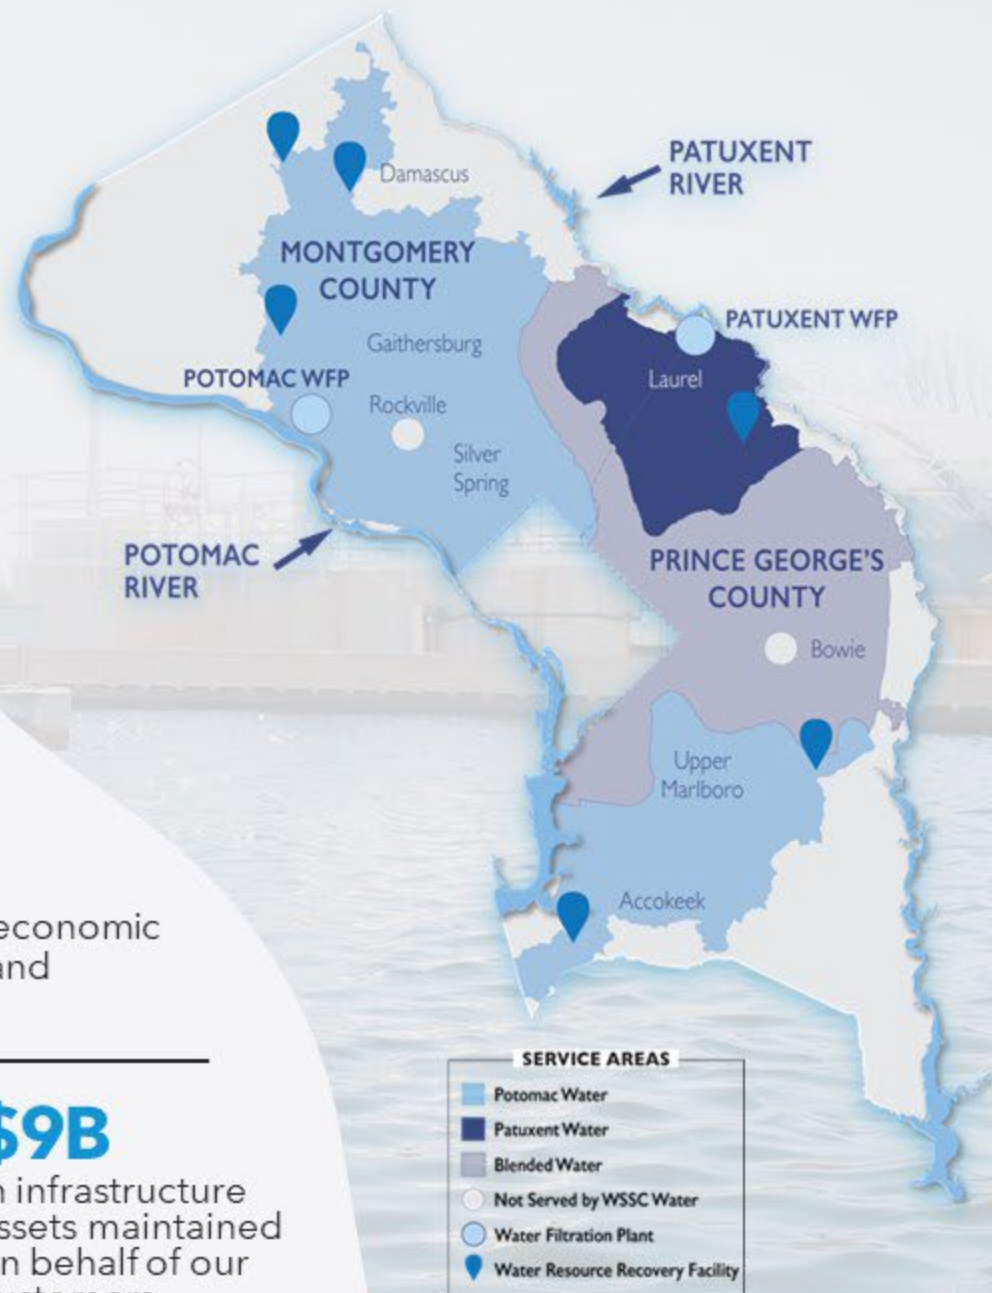 PATUXENT
RIVER
Damascus
MONTGOMERY
COUNTY
PATUXENT WFP
Gaithersburg
POTOMAC WFP
Laurel
Rockville
Silver
Spring
POTOMAC
RIVER
PRINCE GEORGE'S
COUNTY
Bowie
Upper
Marlboro
Accokeek
economic
and
$9B
infrastructure
maintained
behalf of our
SERVICE AREAS
Potomac Water
Patuxent Water
Blended Water
Not Served by WSSC Water
Water Filtration Plant
Water Resource Recovery Facility